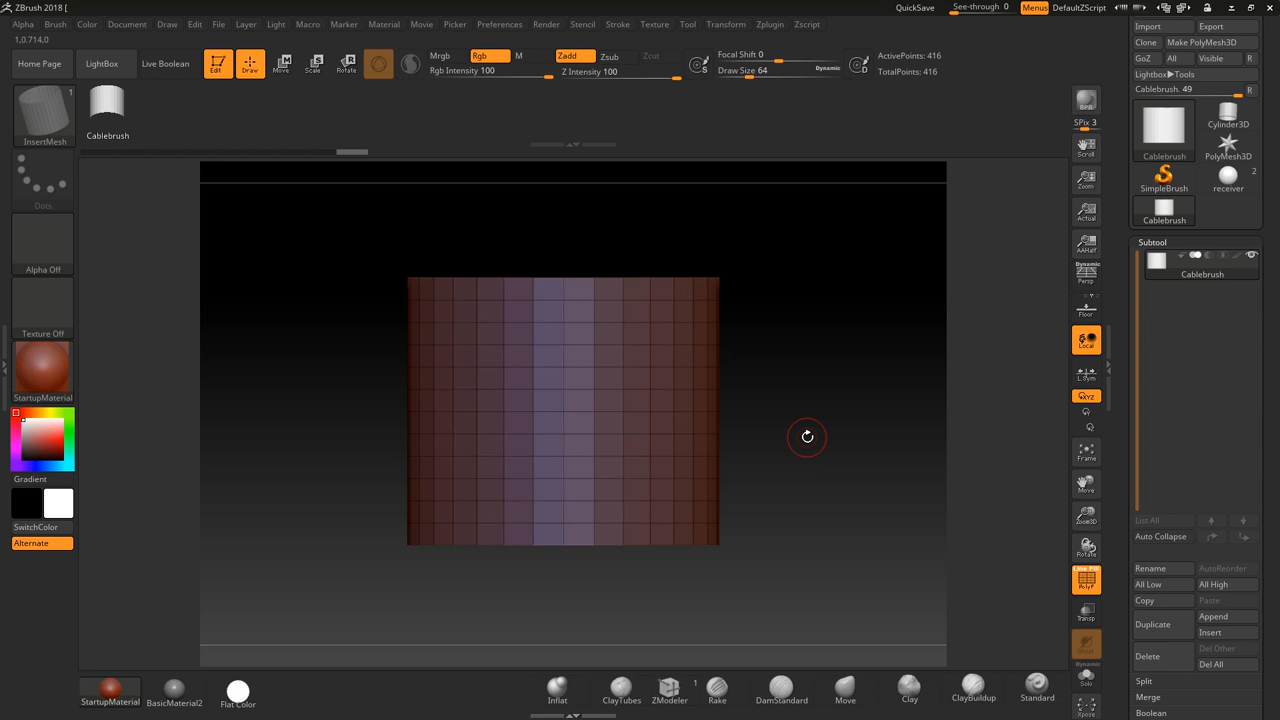 ZBrush 2018 [
QuickSave
See-through 0
Menus
DefaultZScript
Alpha Brush Color Document Draw Edit File Layer Light Macro Marker Material Movie Picker Preferences Render Stencil Stroke Texture Tool Transform Zplugin Zscript
1,0.714,0
Home Page
LightBox
Live Boolean
Edit
Draw
Move
Scale
Rotate
Mrgb
Rgb
M
Rgb Intensity 100
Zadd
Zsub
Zcut
Z Intensity 100
S
Focal Shift 0
Draw Size 64
Dynamic
D
ActivePoints: 416
TotalPoints: 416
1
InsertMesh
Cablebrush
Dots
Alpha Off
Texture Off
StartupMaterial
Gradient
SwitchColor
Alternate
BPR
SPix 3
Scroll
Zoom
Actual
AAHalf
Dynamic
Persp
Floor
Local
L.Sym
XYZ
Frame
Move
Zoom3D
Rotate
Line Fill
PolyF
Transp
Ghost
Dynamic
Solo
Xpose
Import
Export
Clone
Make PolyMesh3D
GoZ
All
Visible
R
Lightbox▶Tools
Cablebrush. 49
R
Cablebrush
Cylinder3D
PolyMesh3D
SimpleBrush
2
receiver
Cablebrush
Subtool
Cablebrush
List All
Auto Collapse
Rename
AutoReorder
All Low
All High
Copy
Paste
Duplicate
Append
Insert
Delete
Del Other
Del All
Split
Merge
Boolean
StartupMaterial
BasicMaterial2
Flat Color
Inflat
ClayTubes
1
ZModeler
Rake
DamStandard
Move
Clay
ClayBuildup
Standard